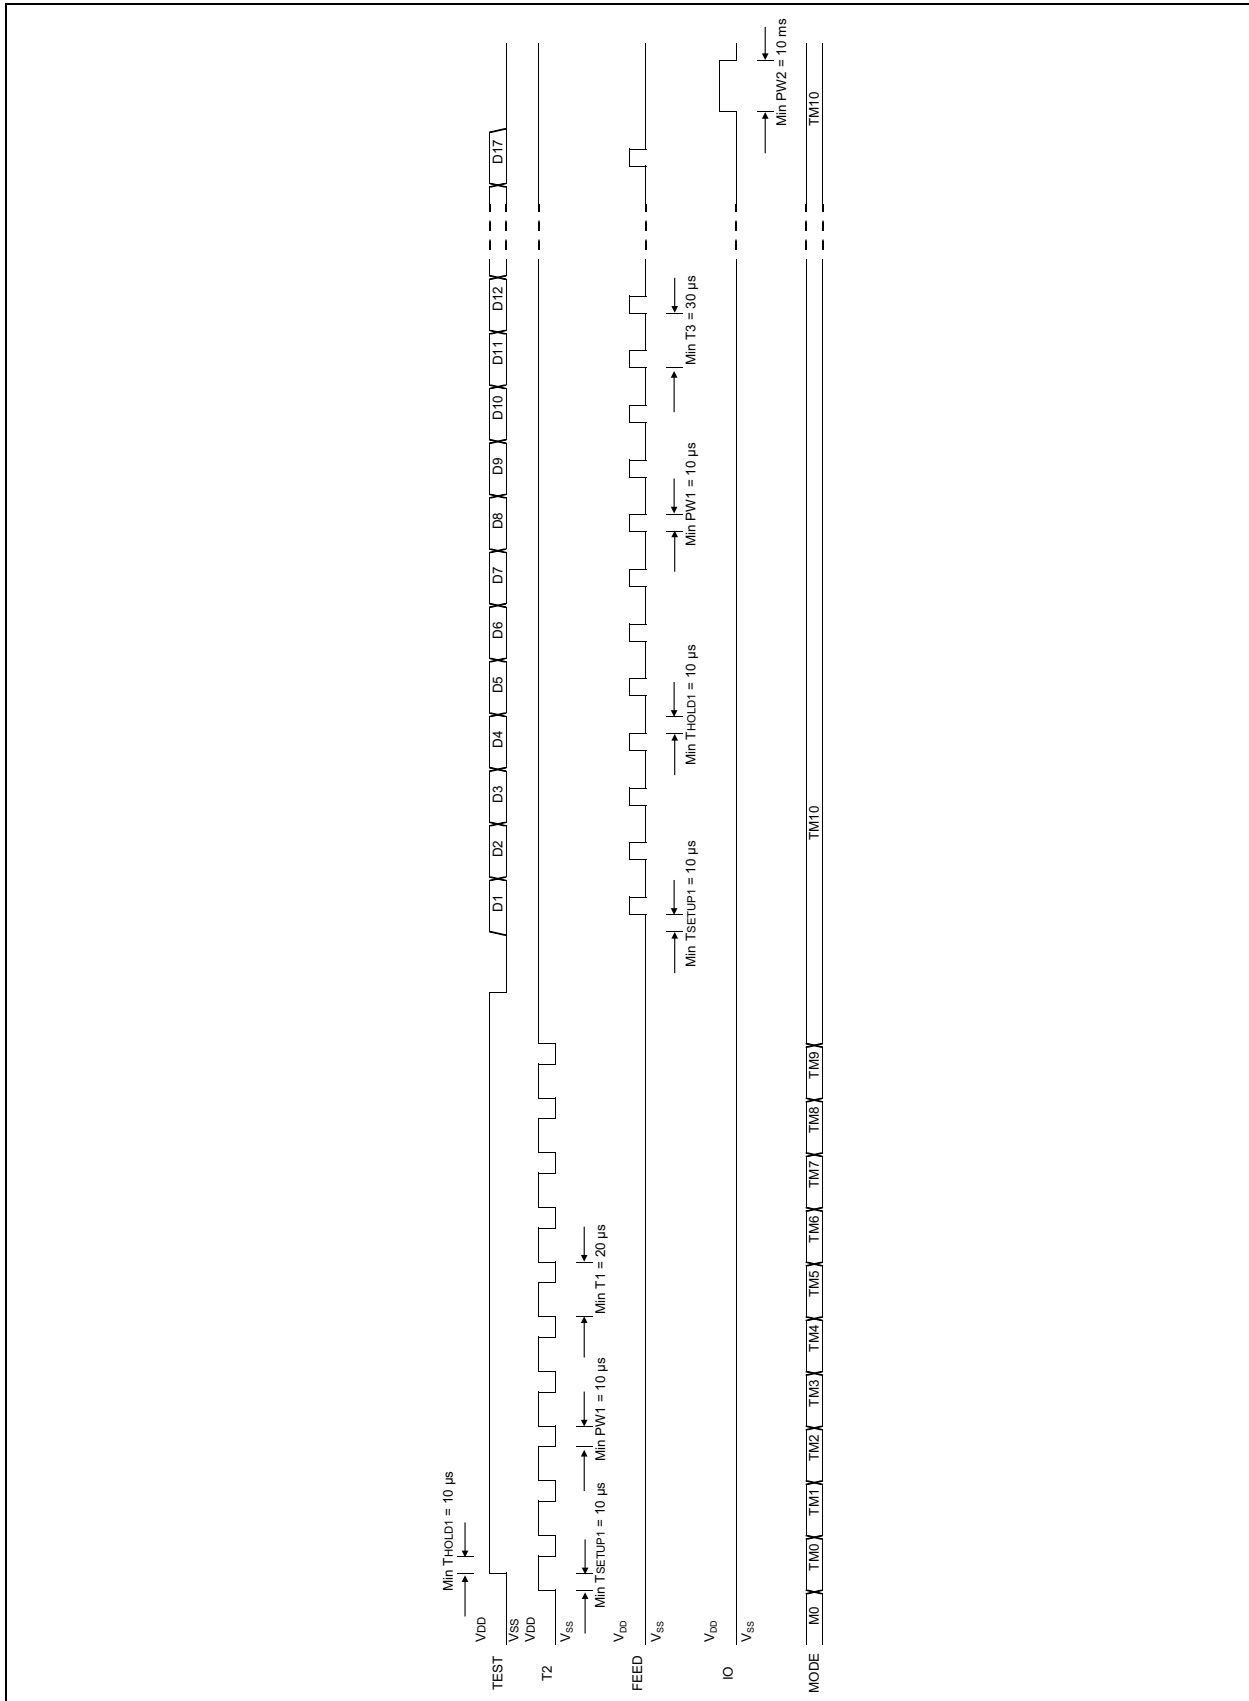 TEST
VDD
VSS
Min THOLD1 = 10 µs
D1 D2 D3 D4 D5 D6 D7 D8 D9 D10 D11 D12 D17
T2
VDD
VSS
Min TSETUP1 = 10 µs
Min PW1 = 10 µs
Min T1 = 20 µs
FEED
VDD
VSS
Min TSETUP1 = 10 µs
Min THOLD1 = 10 µs
Min PW1 = 10 µs
Min T3 = 30 µs
IO
VDD
VSS
Min PW2 = 10 ms
MODE
M0 TM0 TM1 TM2 TM3 TM4 TM5 TM6 TM7 TM8 TM9 TM10 TM10